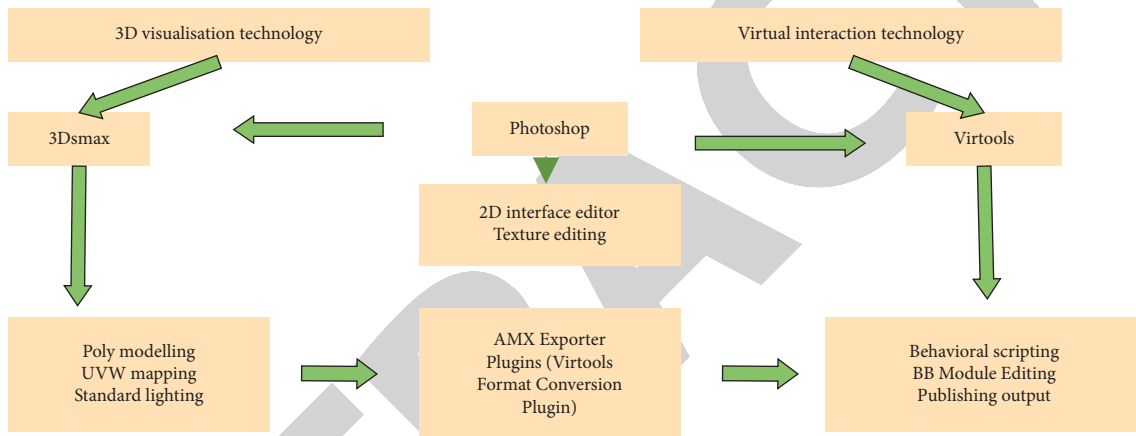 3D visualisation technology
Virtual interaction technology
3Dsmax
Photoshop
Virtools
2D interface editor
Texture editing
Poly modelling
UVW mapping
Standard lighting
AMX Exporter
Plugins (Virtools
Format Conversion
Plugin)
Behavioral scripting
BB Module Editing
Publishing output